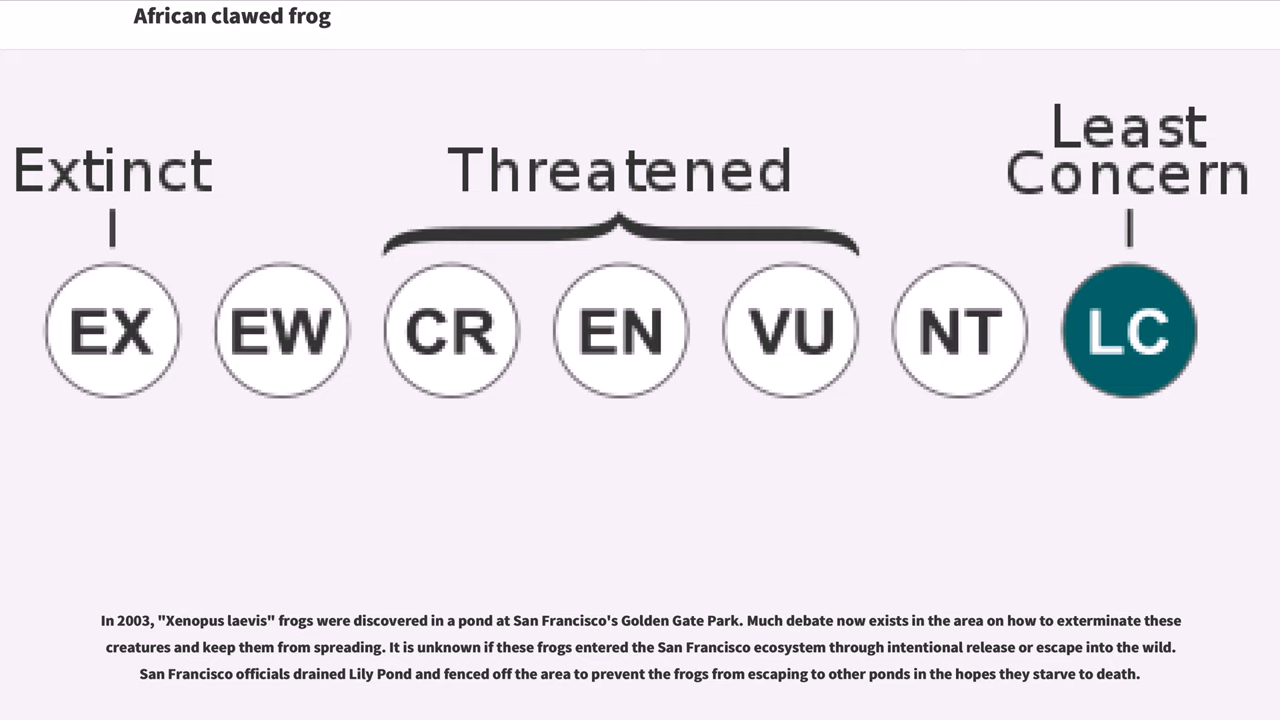 African clawed frog
Least
Extinct Threatened Concern
EX EW CR EN VU NT LC
In 2003, "Xenopus laevis" frogs were discovered in a pond at San Francisco's Golden Gate Park. Much debate now exists in the area on how to exterminate these
creatures and keep them from spreading. It is unknown if these frogs entered the San Francisco ecosystem through intentional release or escape into the wild.
San Francisco officials drained Lily Pond and fenced off the area to prevent the frogs from escaping to other ponds in the hopes they starve to death.